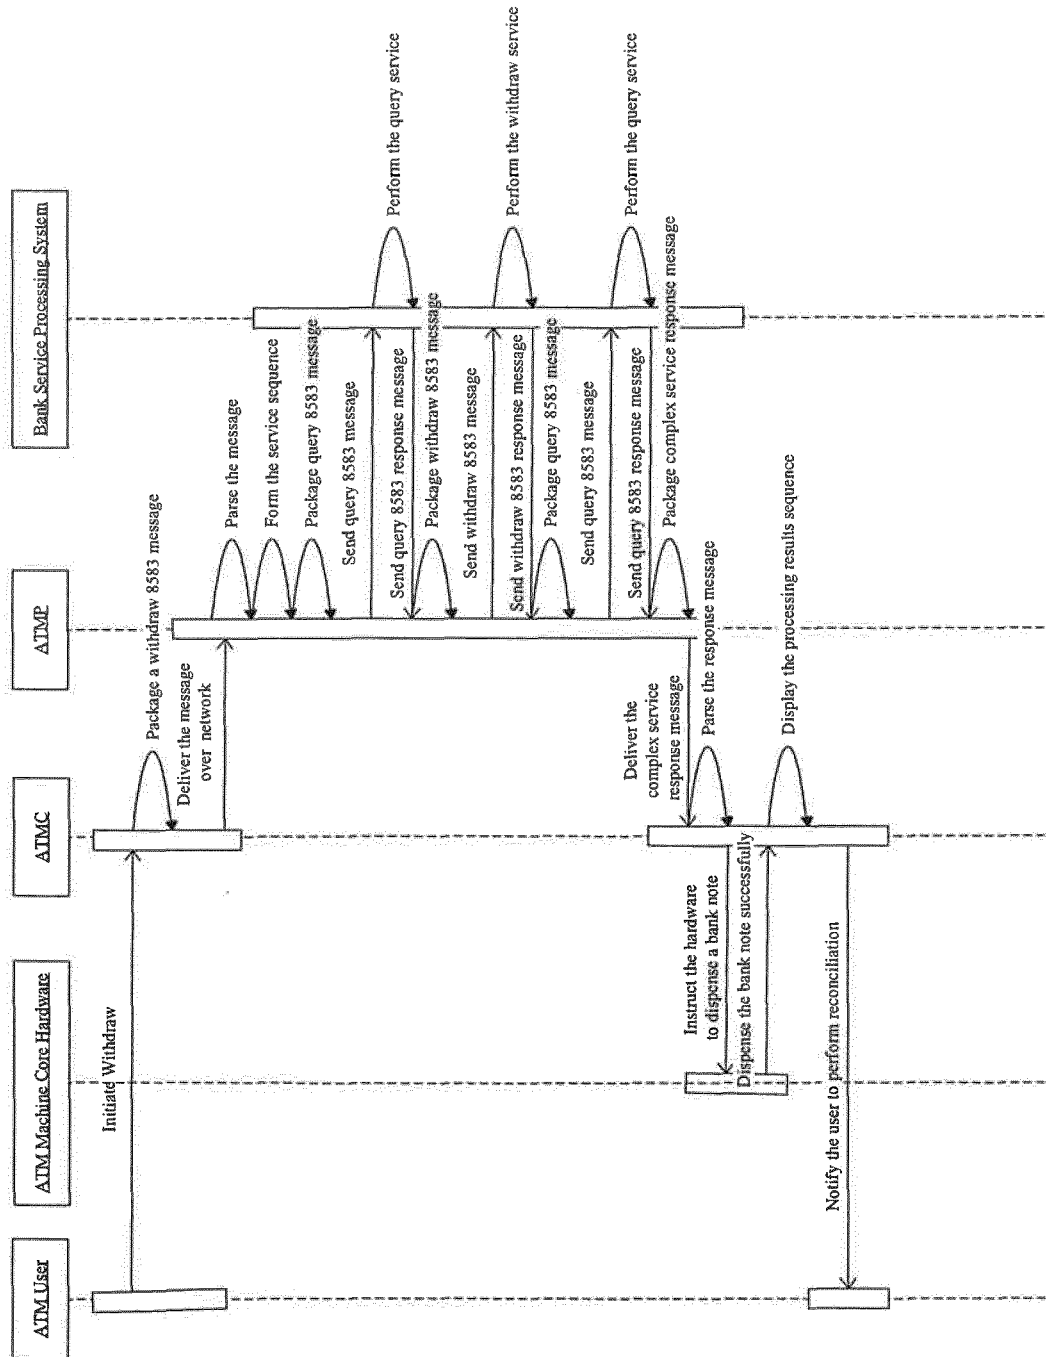 ATM User
ATM Machine Core Hardware
ATMC
ATMP
Bank Service Processing System
Initiate Withdraw
Package a withdraw 8583 message
Deliver the message
over network
Parse the message
Form the service sequence
Package query 8583 message
Send query 8583 message
Perform the query service
Send query 8583 response message
Package withdraw 8583 message
Send withdraw 8583 message
Perform the withdraw service
Send withdraw 8583 response message
Package query 8583 message
Send query 8583 message
Perform the query service
Send query 8583 response message
Package complex service response message
Deliver the
complex service
response message
Parse the response message
Instruct the hardware
to dispense a bank note
Dispense the bank note successfully
Display the processing results sequence
Notify the user to perform reconciliation